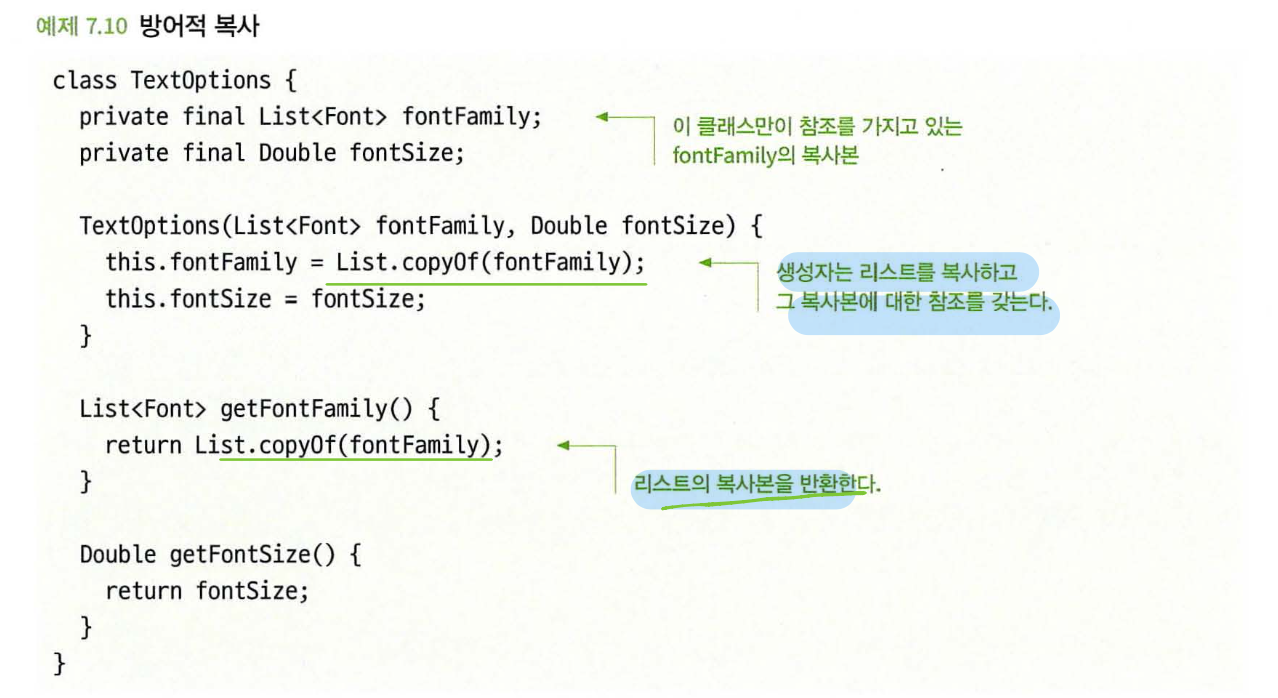 예제 7.10 방어적 복사
class TextOptions {
private final List<Font> fontFamily;
이 클래스만이 참조를 가지고 있는
fontFamily의 복사본
private final Double fontSize;
TextOptions(List<Font> fontFamily, Double fontSize) {
this.fontFamily = List.copyOf(fontFamily);
생성자는 리스트를 복사하고
그 복사본에 대한 참조를 갖는다.
this.fontSize = fontSize;
}
List<Font> getFontFamily() {
return List.copyOf(fontFamily);
리스트의 복사본을 반환한다.
}
Double getFontSize() {
return fontSize;
}
}